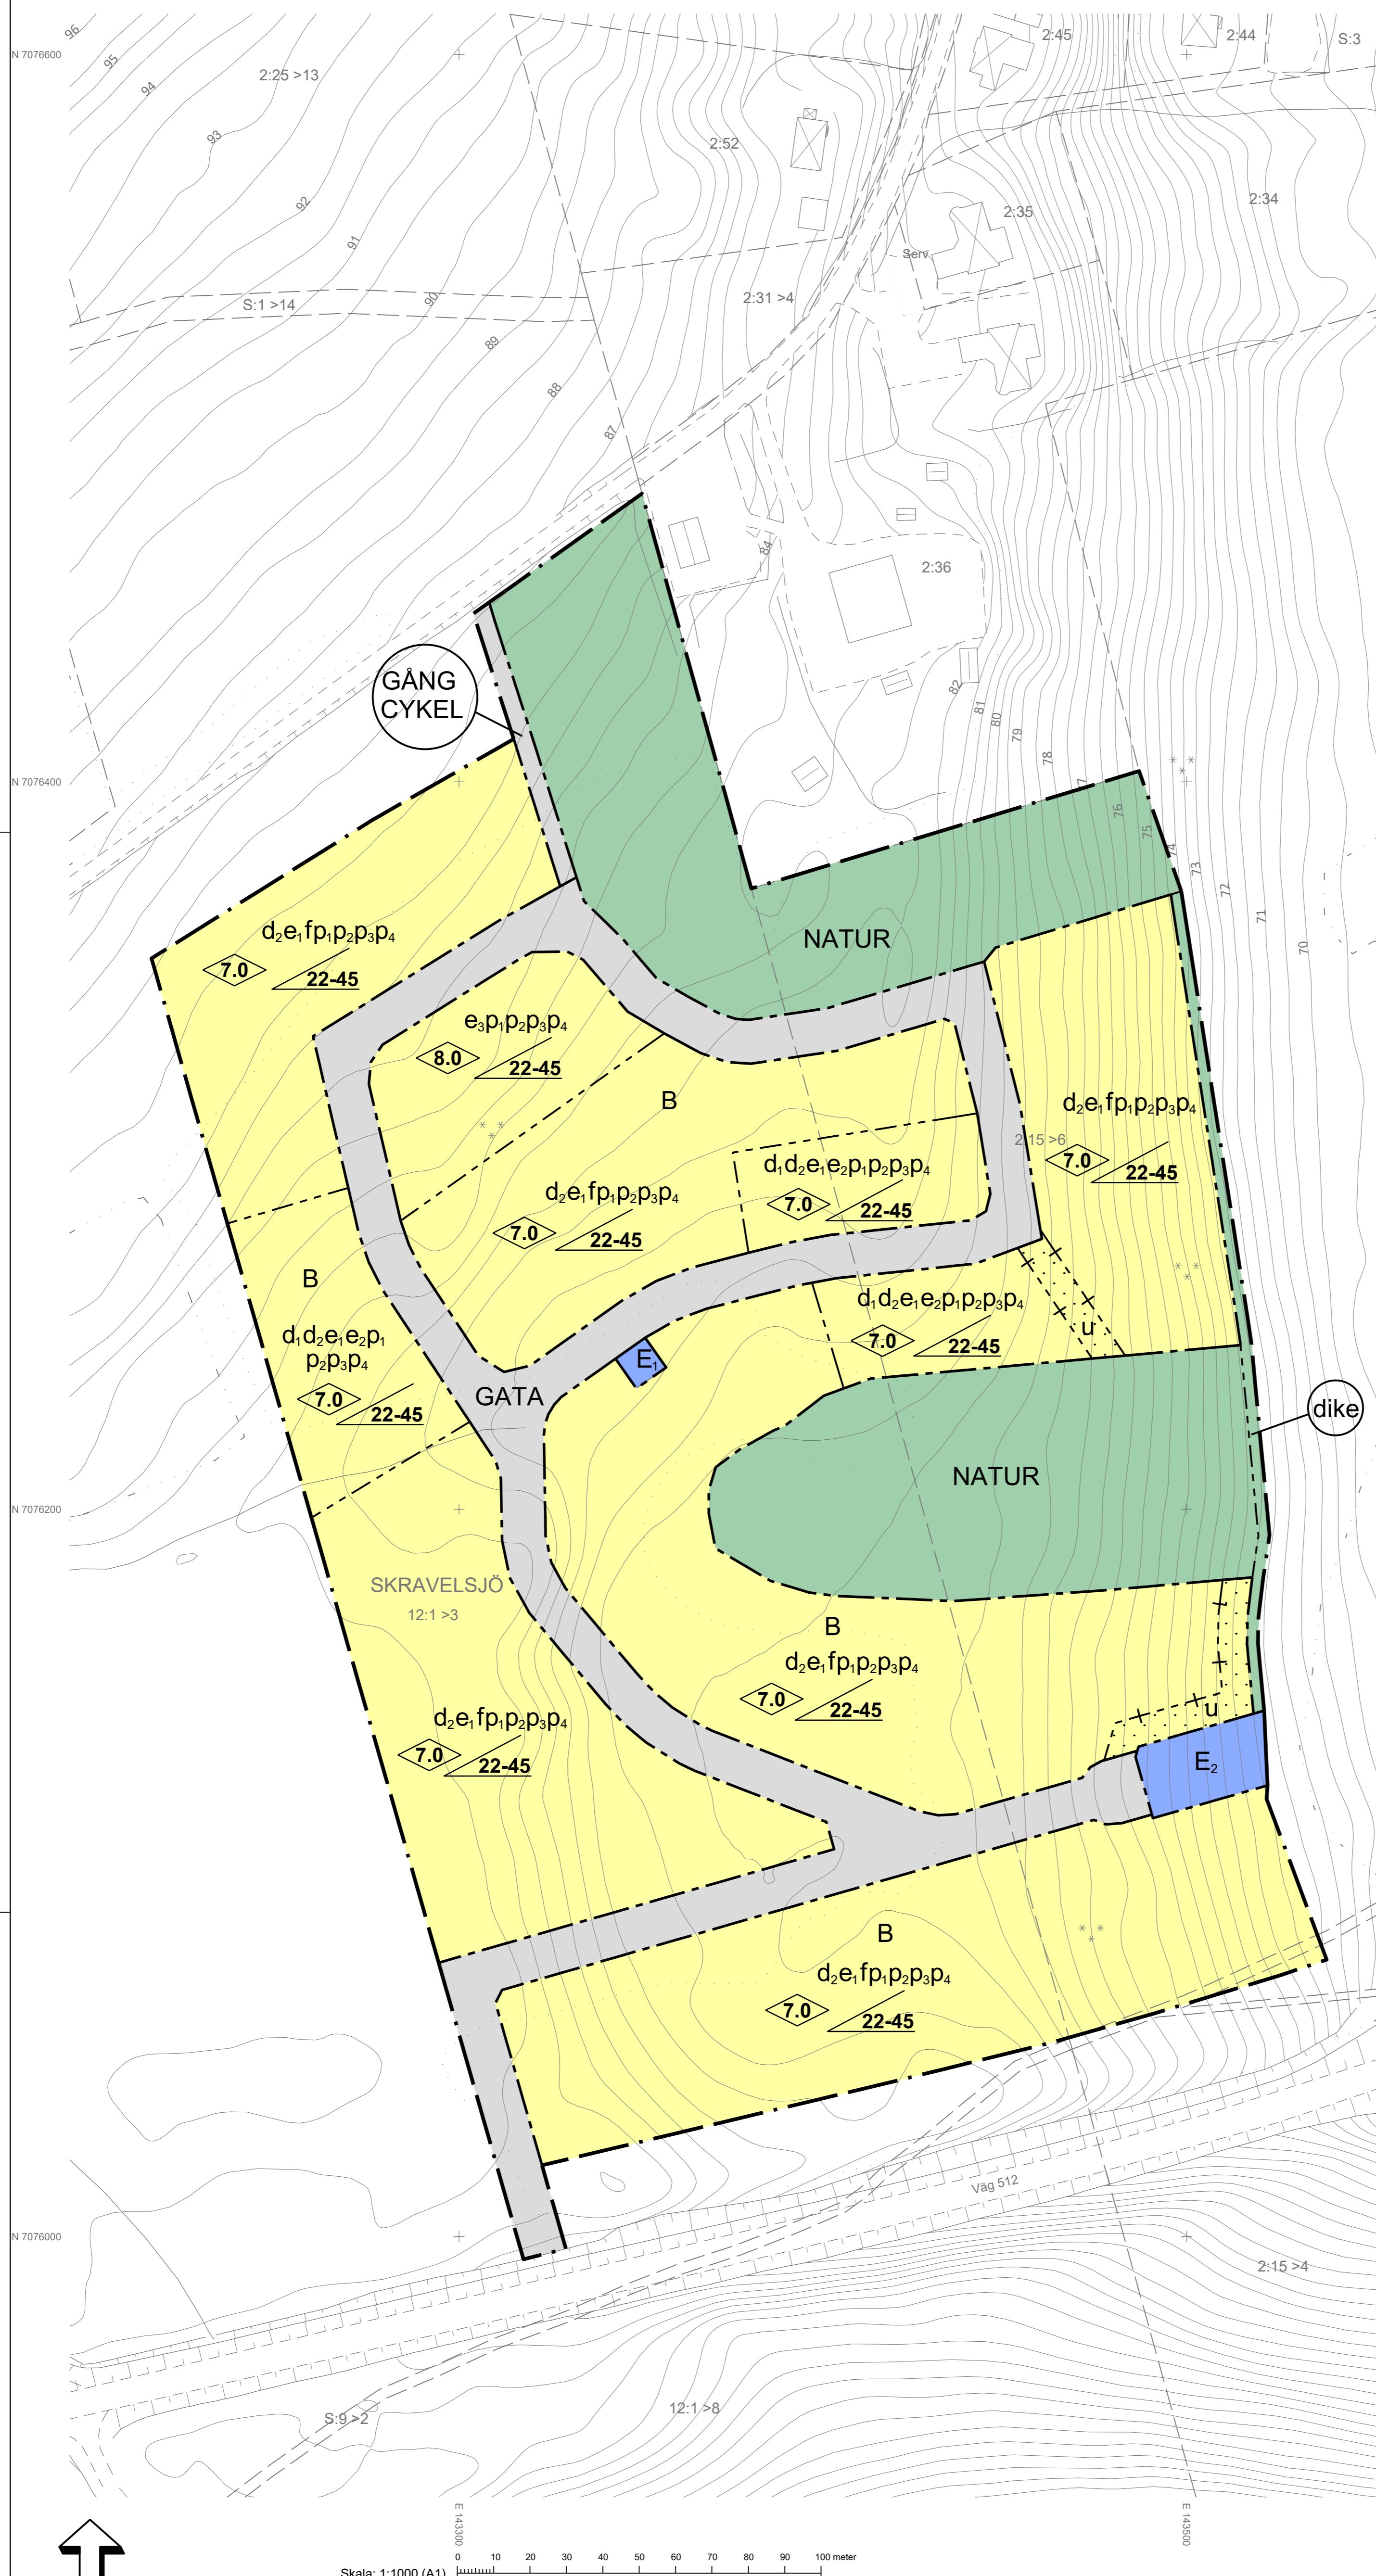 96
95
94
93
92
91
90
89
88
87
N 7076600
2:25 >13
2:45
2:44
S:3
2:52
2:35
2:34
Serv
S:1 >14
2:31 >4
84
2:36
82
81
80
79
78
7
76
75
74
73
72
71
70
GÅNG
CYKEL
N 7076400
NATUR
d₂e₁fp₁p₂p₃p₄
7.0
22-45
e₃p₁p₂p₃p₄
8.0
22-45
B
d₂e₁fp₁p₂p₃p₄
2:15 >6
7.0
22-45
d₁d₂e₁e₂p₁p₂p₃p₄
7.0
22-45
d₂e₁fp₁p₂p₃p₄
7.0
22-45
B
d₁d₂e₁e₂p₁
p₂p₃p₄
7.0
22-45
d₁d₂e₁e₂p₁p₂p₃p₄
7.0
22-45
u
E₁
GATA
dike
NATUR
N 7076200
SKRAVELSJÖ
12:1 >3
B
d₂e₁fp₁p₂p₃p₄
7.0
22-45
u
E₂
d₂e₁fp₁p₂p₃p₄
7.0
22-45
B
d₂e₁fp₁p₂p₃p₄
7.0
22-45
Väg 512
N 7076000
2:15 >4
12:1 >8
S:9 >2
E 143300
E 143500
0 10 20 30 40 50 60 70 80 90 100 meter
Skala: 1:1000 (A1)